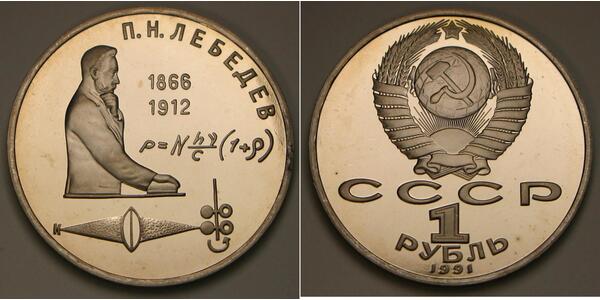 П.Н.ЛЕБЕДЕВ
1866
1912
p=N hν/c (1+ρ)
СССР
1
РУБЛЬ
1991